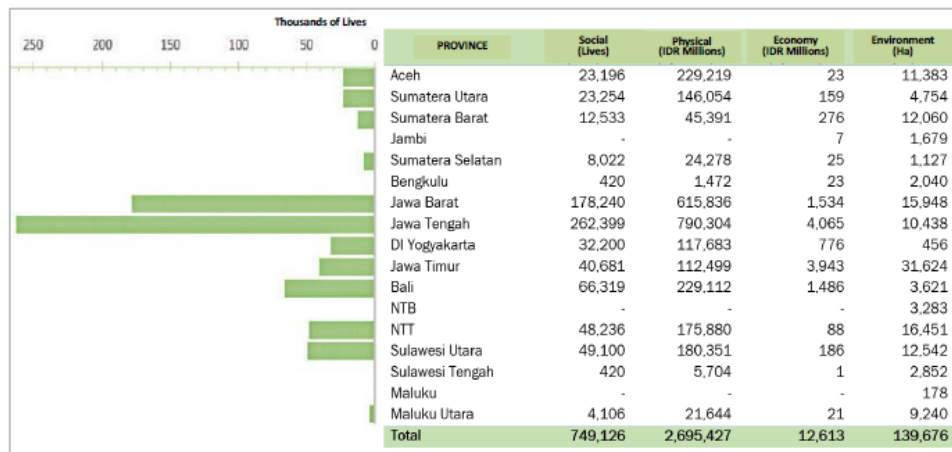 Thousands of Lives
250 200 150 100 50 0
PROVINCE Social (Lives) Physical (IDR Millions) Economy (IDR Millions) Environment (Ha)
Aceh 23,196 229,219 23 11,383
Sumatera Utara 23,254 146,054 159 4,754
Sumatera Barat 12,533 45,391 276 12,060
Jambi - - 7 1,679
Sumatera Selatan 8,022 24,278 25 1,127
Bengkulu 420 1,472 23 2,040
Jawa Barat 178,240 615,836 1,534 15,948
Jawa Tengah 262,399 790,304 4,065 10,438
DI Yogyakarta 32,200 117,683 776 456
Jawa Timur 40,681 112,499 3,943 31,624
Bali 66,319 229,112 1,486 3,621
NTB - - - 3,283
NTT 48,236 175,880 88 16,451
Sulawesi Utara 49,100 180,351 186 12,542
Sulawesi Tengah 420 5,704 1 2,852
Maluku - - - 178
Maluku Utara 4,106 21,644 21 9,240
Total 749,126 2,695,427 12,613 139,676